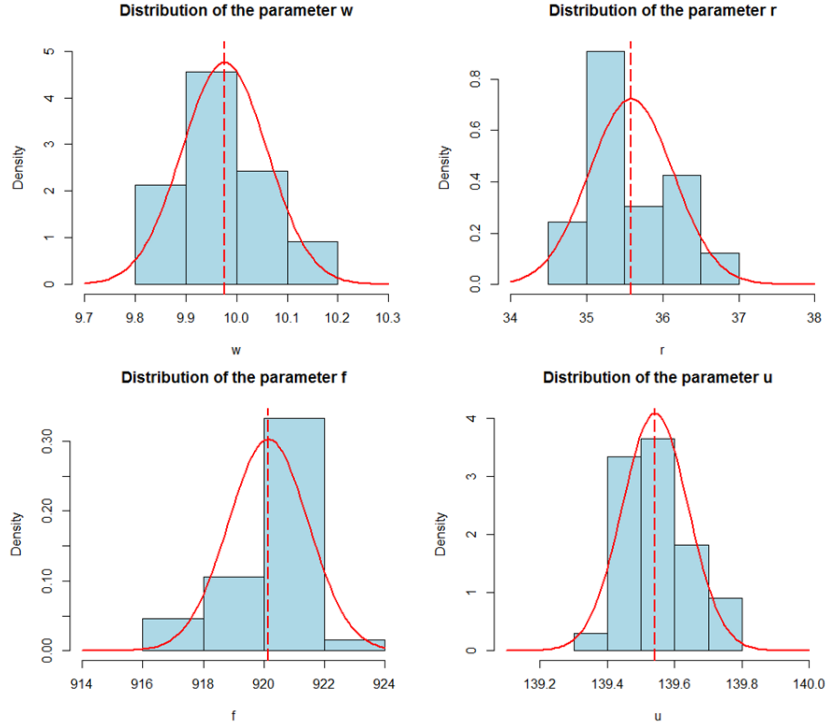 Distribution of the parameter w
Density
0 1 2 3 4 5
9.7 9.8 9.9 10.0 10.1 10.2 10.3
w
Distribution of the parameter r
Density
0.0 0.2 0.4 0.6 0.8
34 35 36 37 38
r
Distribution of the parameter f
Density
0.00 0.10 0.20 0.30
914 916 918 920 922 924
f
Distribution of the parameter u
Density
0 1 2 3 4
139.2 139.4 139.6 139.8 140.0
u